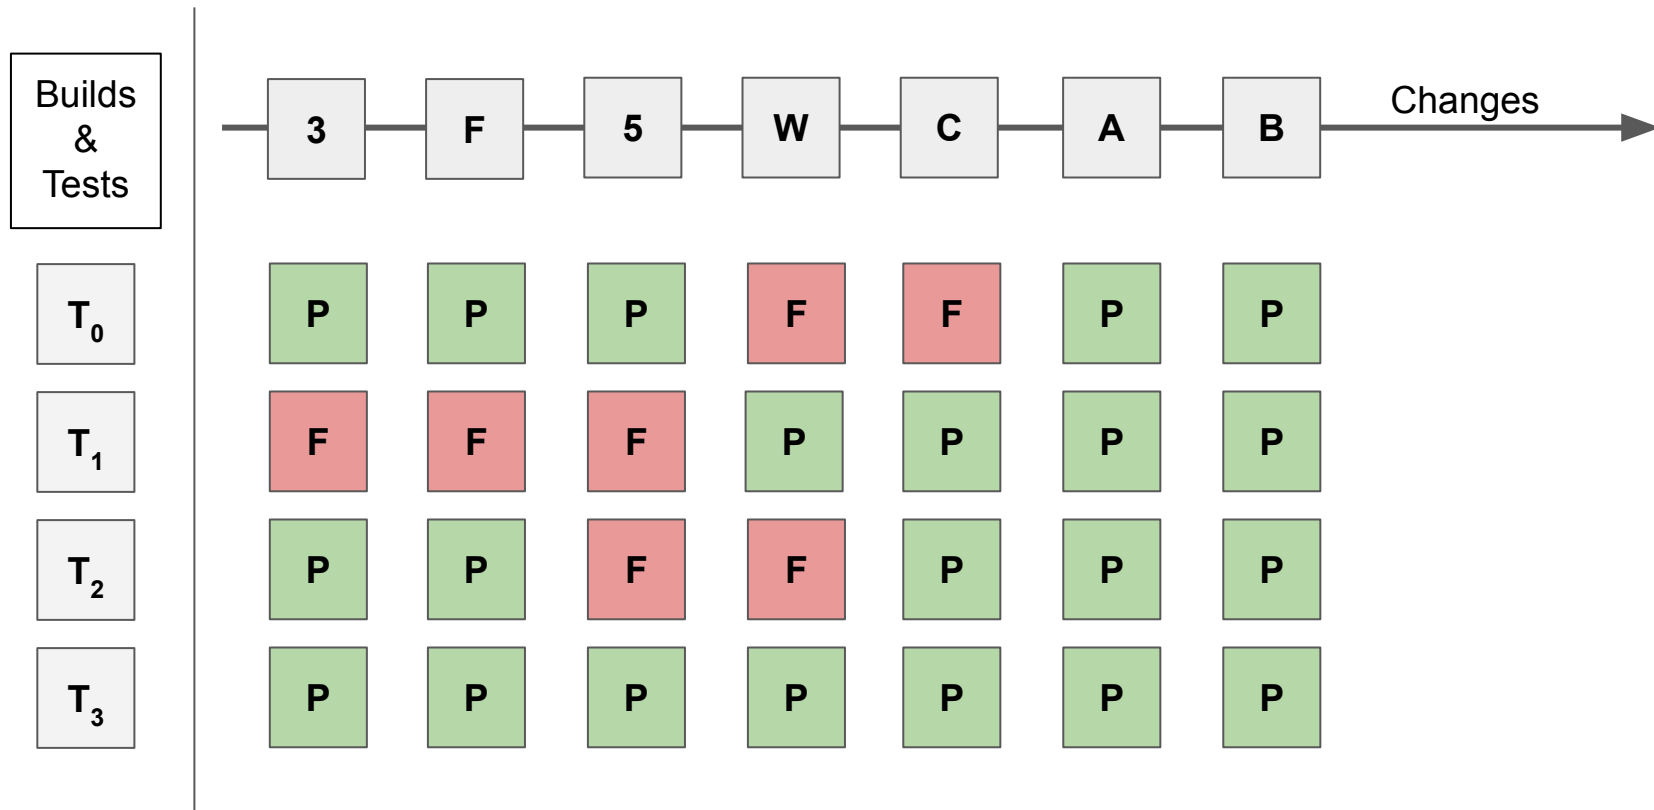 Builds
&
Tests
3 F 5 W C A B Changes
T0 P P P F F P P
T1 F F F P P P P
T2 P P F F P P P
T3 P P P P P P P